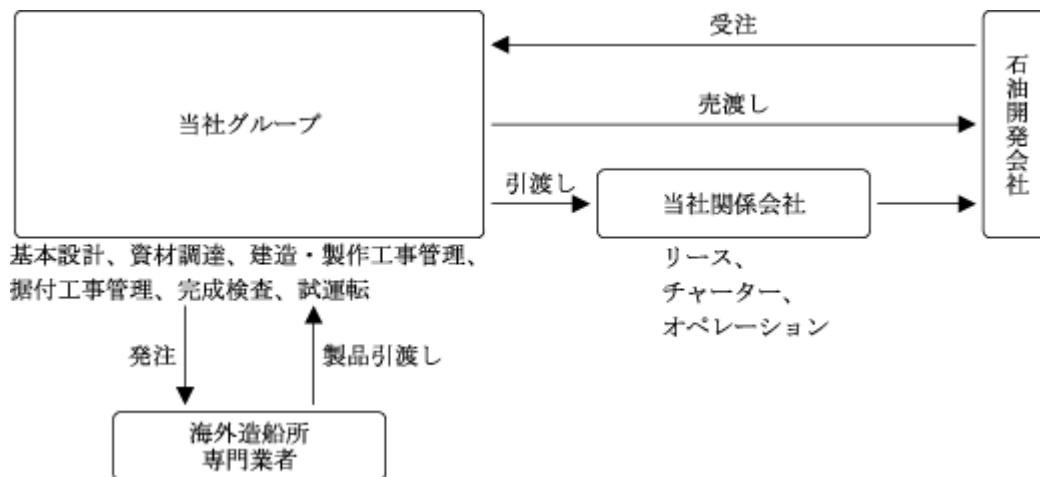 受注
当社グループ
売渡し
石油開発会社
引渡し
当社関係会社
基本設計、資材調達、建造・製作工事管理、
据付工事管理、完成検査、試運転
リース、
チャーター、
オペレーション
発注
製品引渡し
海外造船所
専門業者